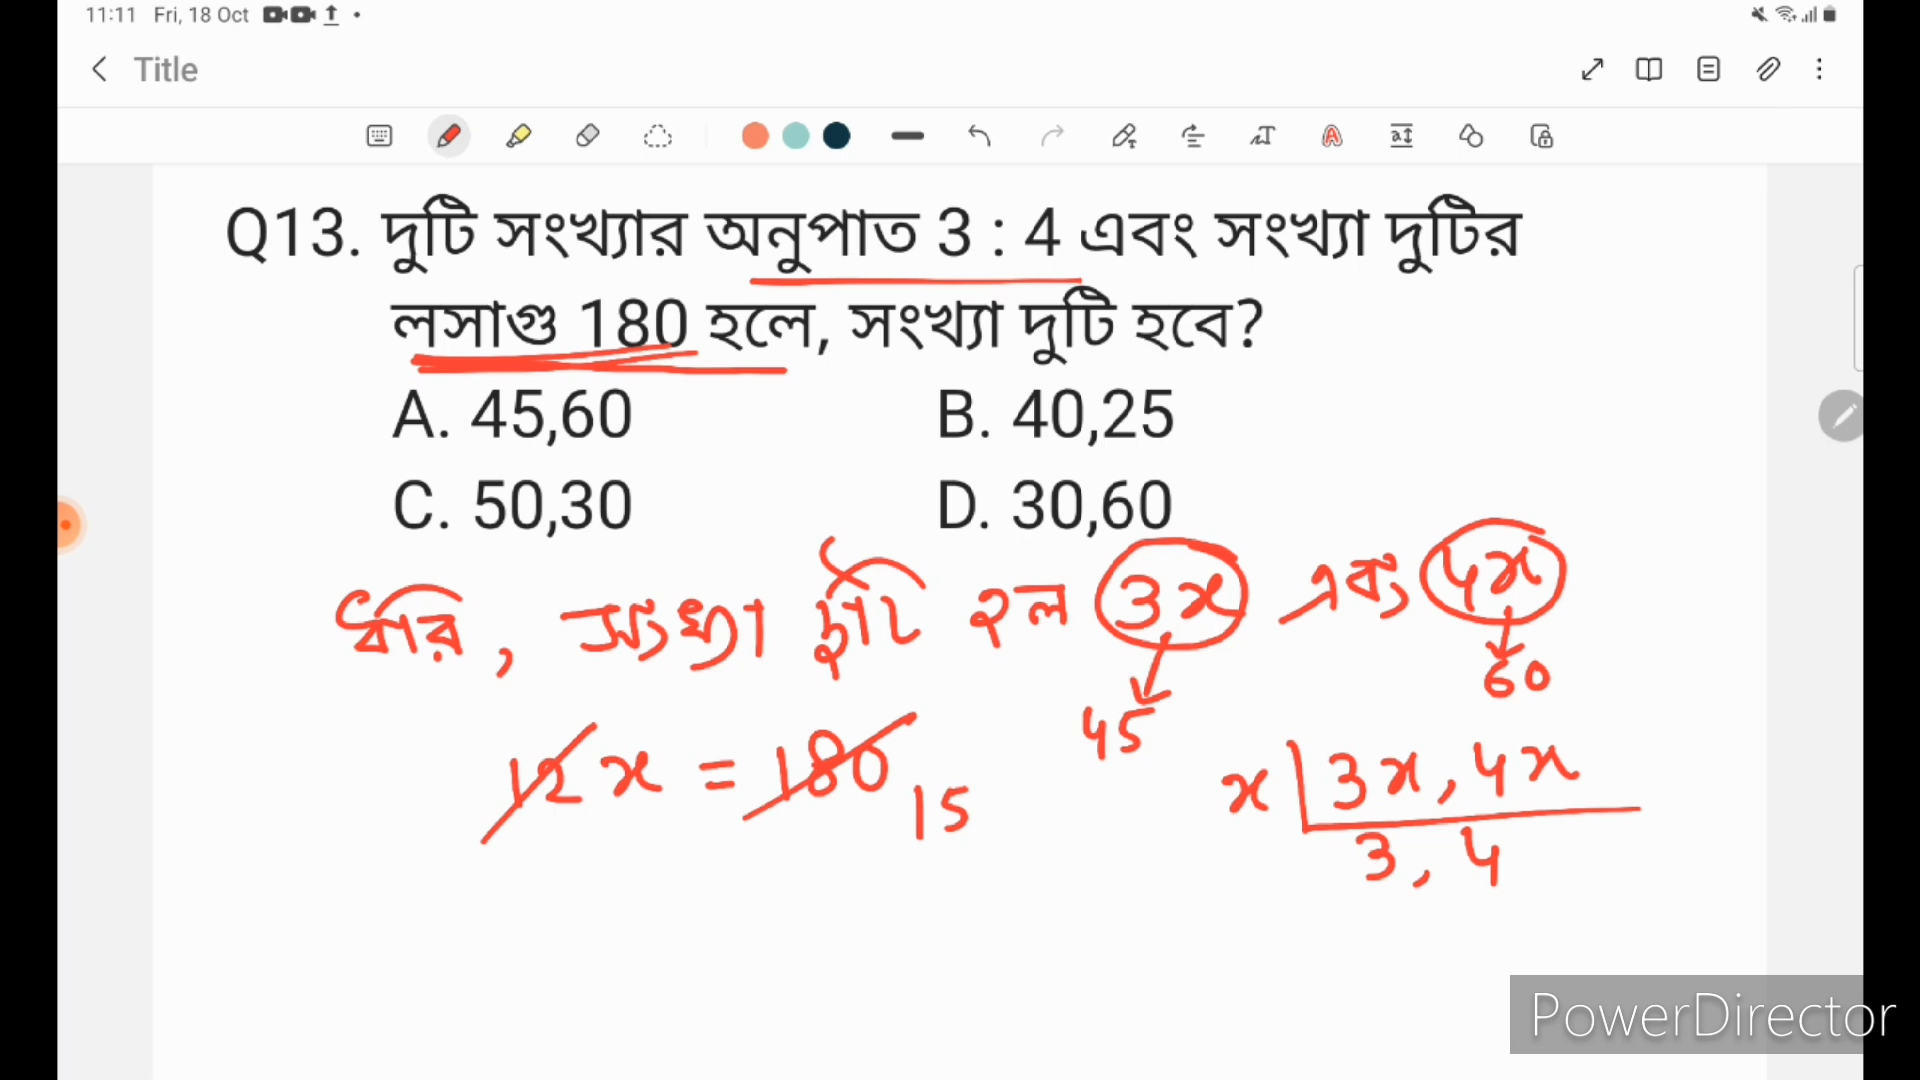 11:11 Fri, 18 Oct
Title
Q13. দুটি সংখ্যার অনুপাত 3 : 4 এবং সংখ্যা দুটির
লসাগু 180 হলে, সংখ্যা দুটি হবে?
A. 45,60 B. 40,25
C. 50,30 D. 30,60
ধরি, সংখ্যা দুটি হল 3x এবং 4x
45 60
12x = 180 15
x 3x, 4x
3, 4
PowerDirector